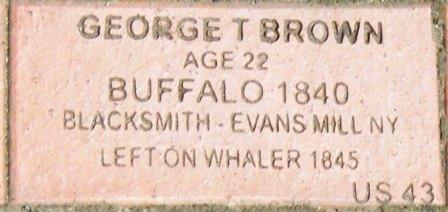 GEORGE T BROWN
AGE 22
BUFFALO 1840
BLACKSMITH - EVANS MILL NY
LEFT ON WHALER 1845
US 43